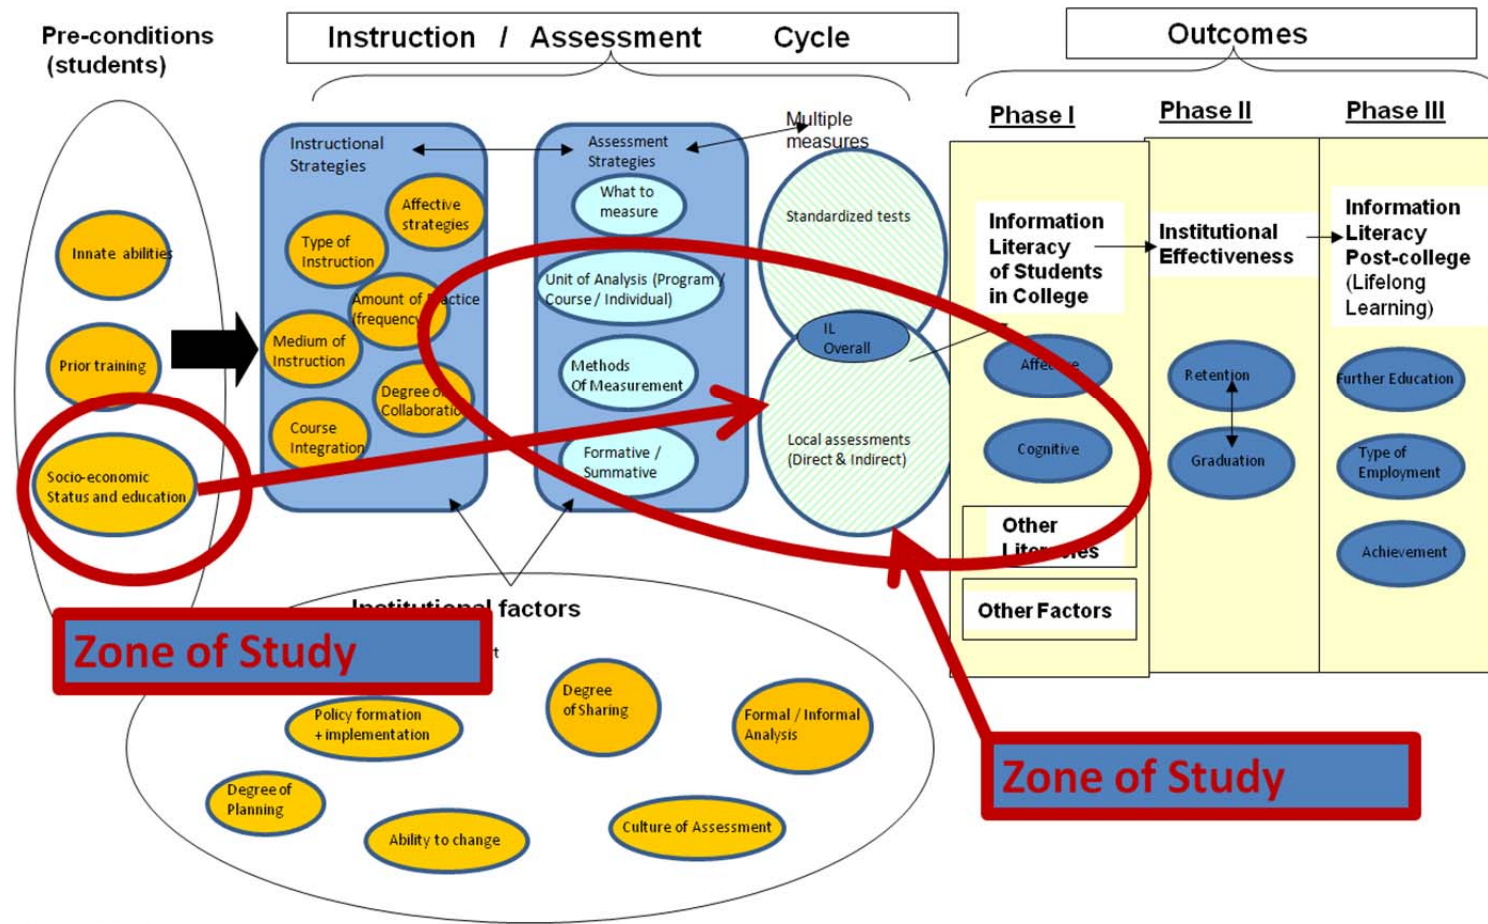 Pre-conditions
(students)
Instruction / Assessment Cycle
Outcomes
Innate abilities
Prior training
Socio-economic
Status and education
Instructional
Strategies
Affective
strategies
Type of
Instruction
Amount of Practice
(frequency)
Medium of
Instruction
Degree of
Collaboration
Course
Integration
Assessment
Strategies
What to
measure
Unit of Analysis (Program /
Course / Individual)
Methods
Of Measurement
Formative /
Summative
Multiple
measures
Standardized tests
IL
Overall
Local assessments
(Direct & Indirect)
Phase I
Information
Literacy
of Students
in College
Affective
Cognitive
Other
Literacies
Other Factors
Phase II
Institutional
Effectiveness
Retention
Graduation
Phase III
Information
Literacy
Post-college
(Lifelong
Learning)
Further Education
Type of
Employment
Achievement
Institutional factors
Zone of Study
Policy formation
+ implementation
Degree
of Sharing
Formal / Informal
Analysis
Degree of
Planning
Ability to change
Culture of Assessment
Zone of Study